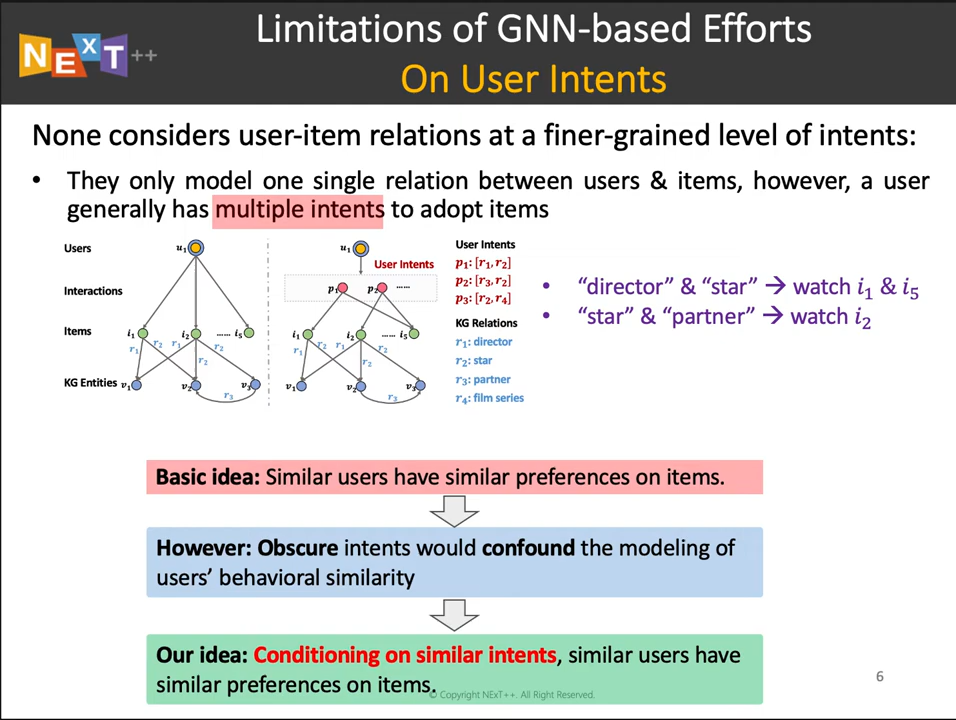 NExT++
Limitations of GNN-based Efforts
On User Intents
None considers user-item relations at a finer-grained level of intents:
• They only model one single relation between users & items, however, a user
generally has multiple intents to adopt items
Users
u₁
Interactions
Items
i₁
i₂
...... i₅
r₁
r₂
r₁
r₂
r₂
KG Entities
v₁
v₂
v₃
r₃
u₁
User Intents
p₁
p₂
......
i₁
i₂
...... i₅
r₁
r₂
r₁
r₂
r₂
v₁
v₂
v₃
r₃
User Intents
p₁: [r₁, r₂]
p₂: [r₃, r₂]
p₃: [r₂, r₄]
KG Relations
r₁: director
r₂: star
r₃: partner
r₄: film series
• “director” & “star” → watch i₁ & i₅
• “star” & “partner” → watch i₂
Basic idea: Similar users have similar preferences on items.
However: Obscure intents would confound the modeling of
users’ behavioral similarity
Our idea: Conditioning on similar intents, similar users have
similar preferences on items.
© Copyright NExT++. All Right Reserved.
6